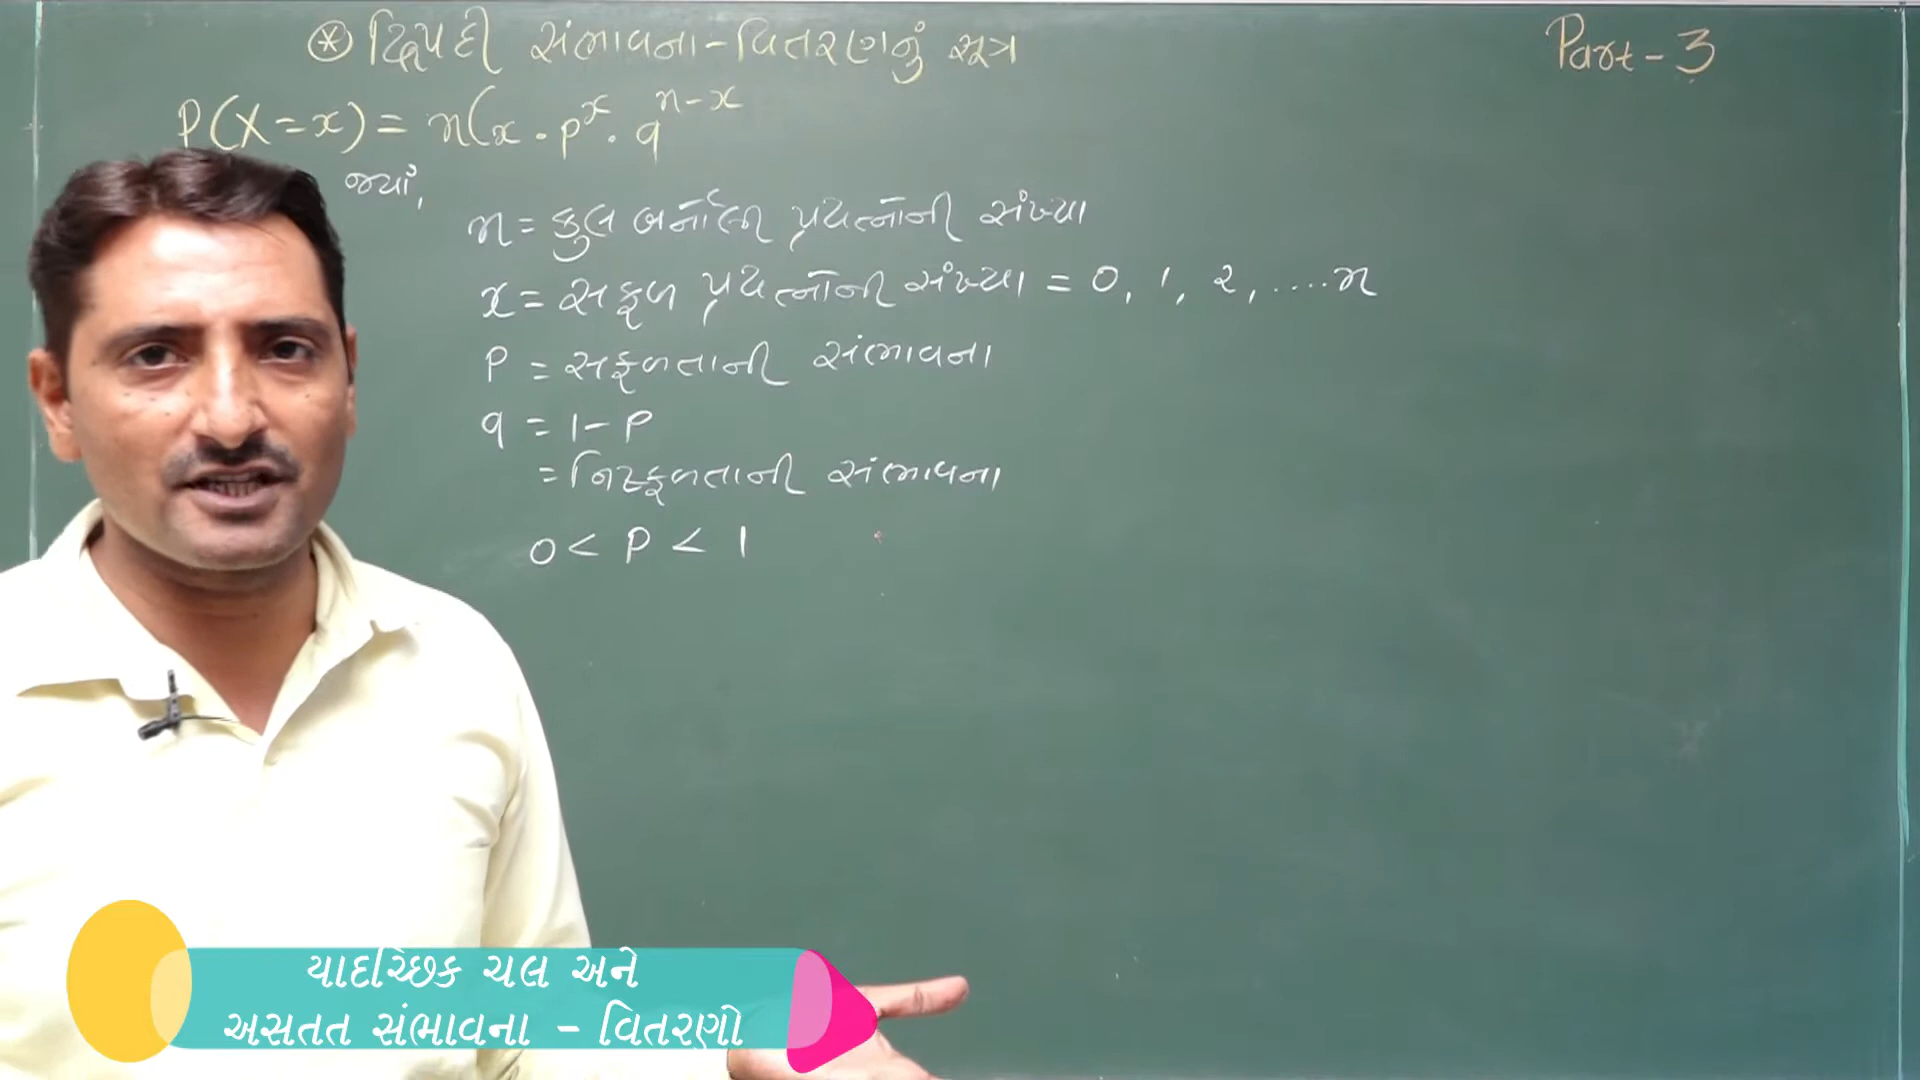 ⊛ દ્વિપદી સંભાવના-વિતરણનું સૂત્ર
Part-3
P(X=x) = nCx · p^x · q^(n-x)
જ્યાં,
n = કુલ બર્નોલી પ્રયત્નોની સંખ્યા
x = સફળ પ્રયત્નોની સંખ્યા = 0, 1, 2, ....n
P = સફળતાની સંભાવના
q = 1-P
= નિષ્ફળતાની સંભાવના
0 < P < 1
યાદચ્છિક ચલ અને
અસતત સંભાવના - વિતરણો